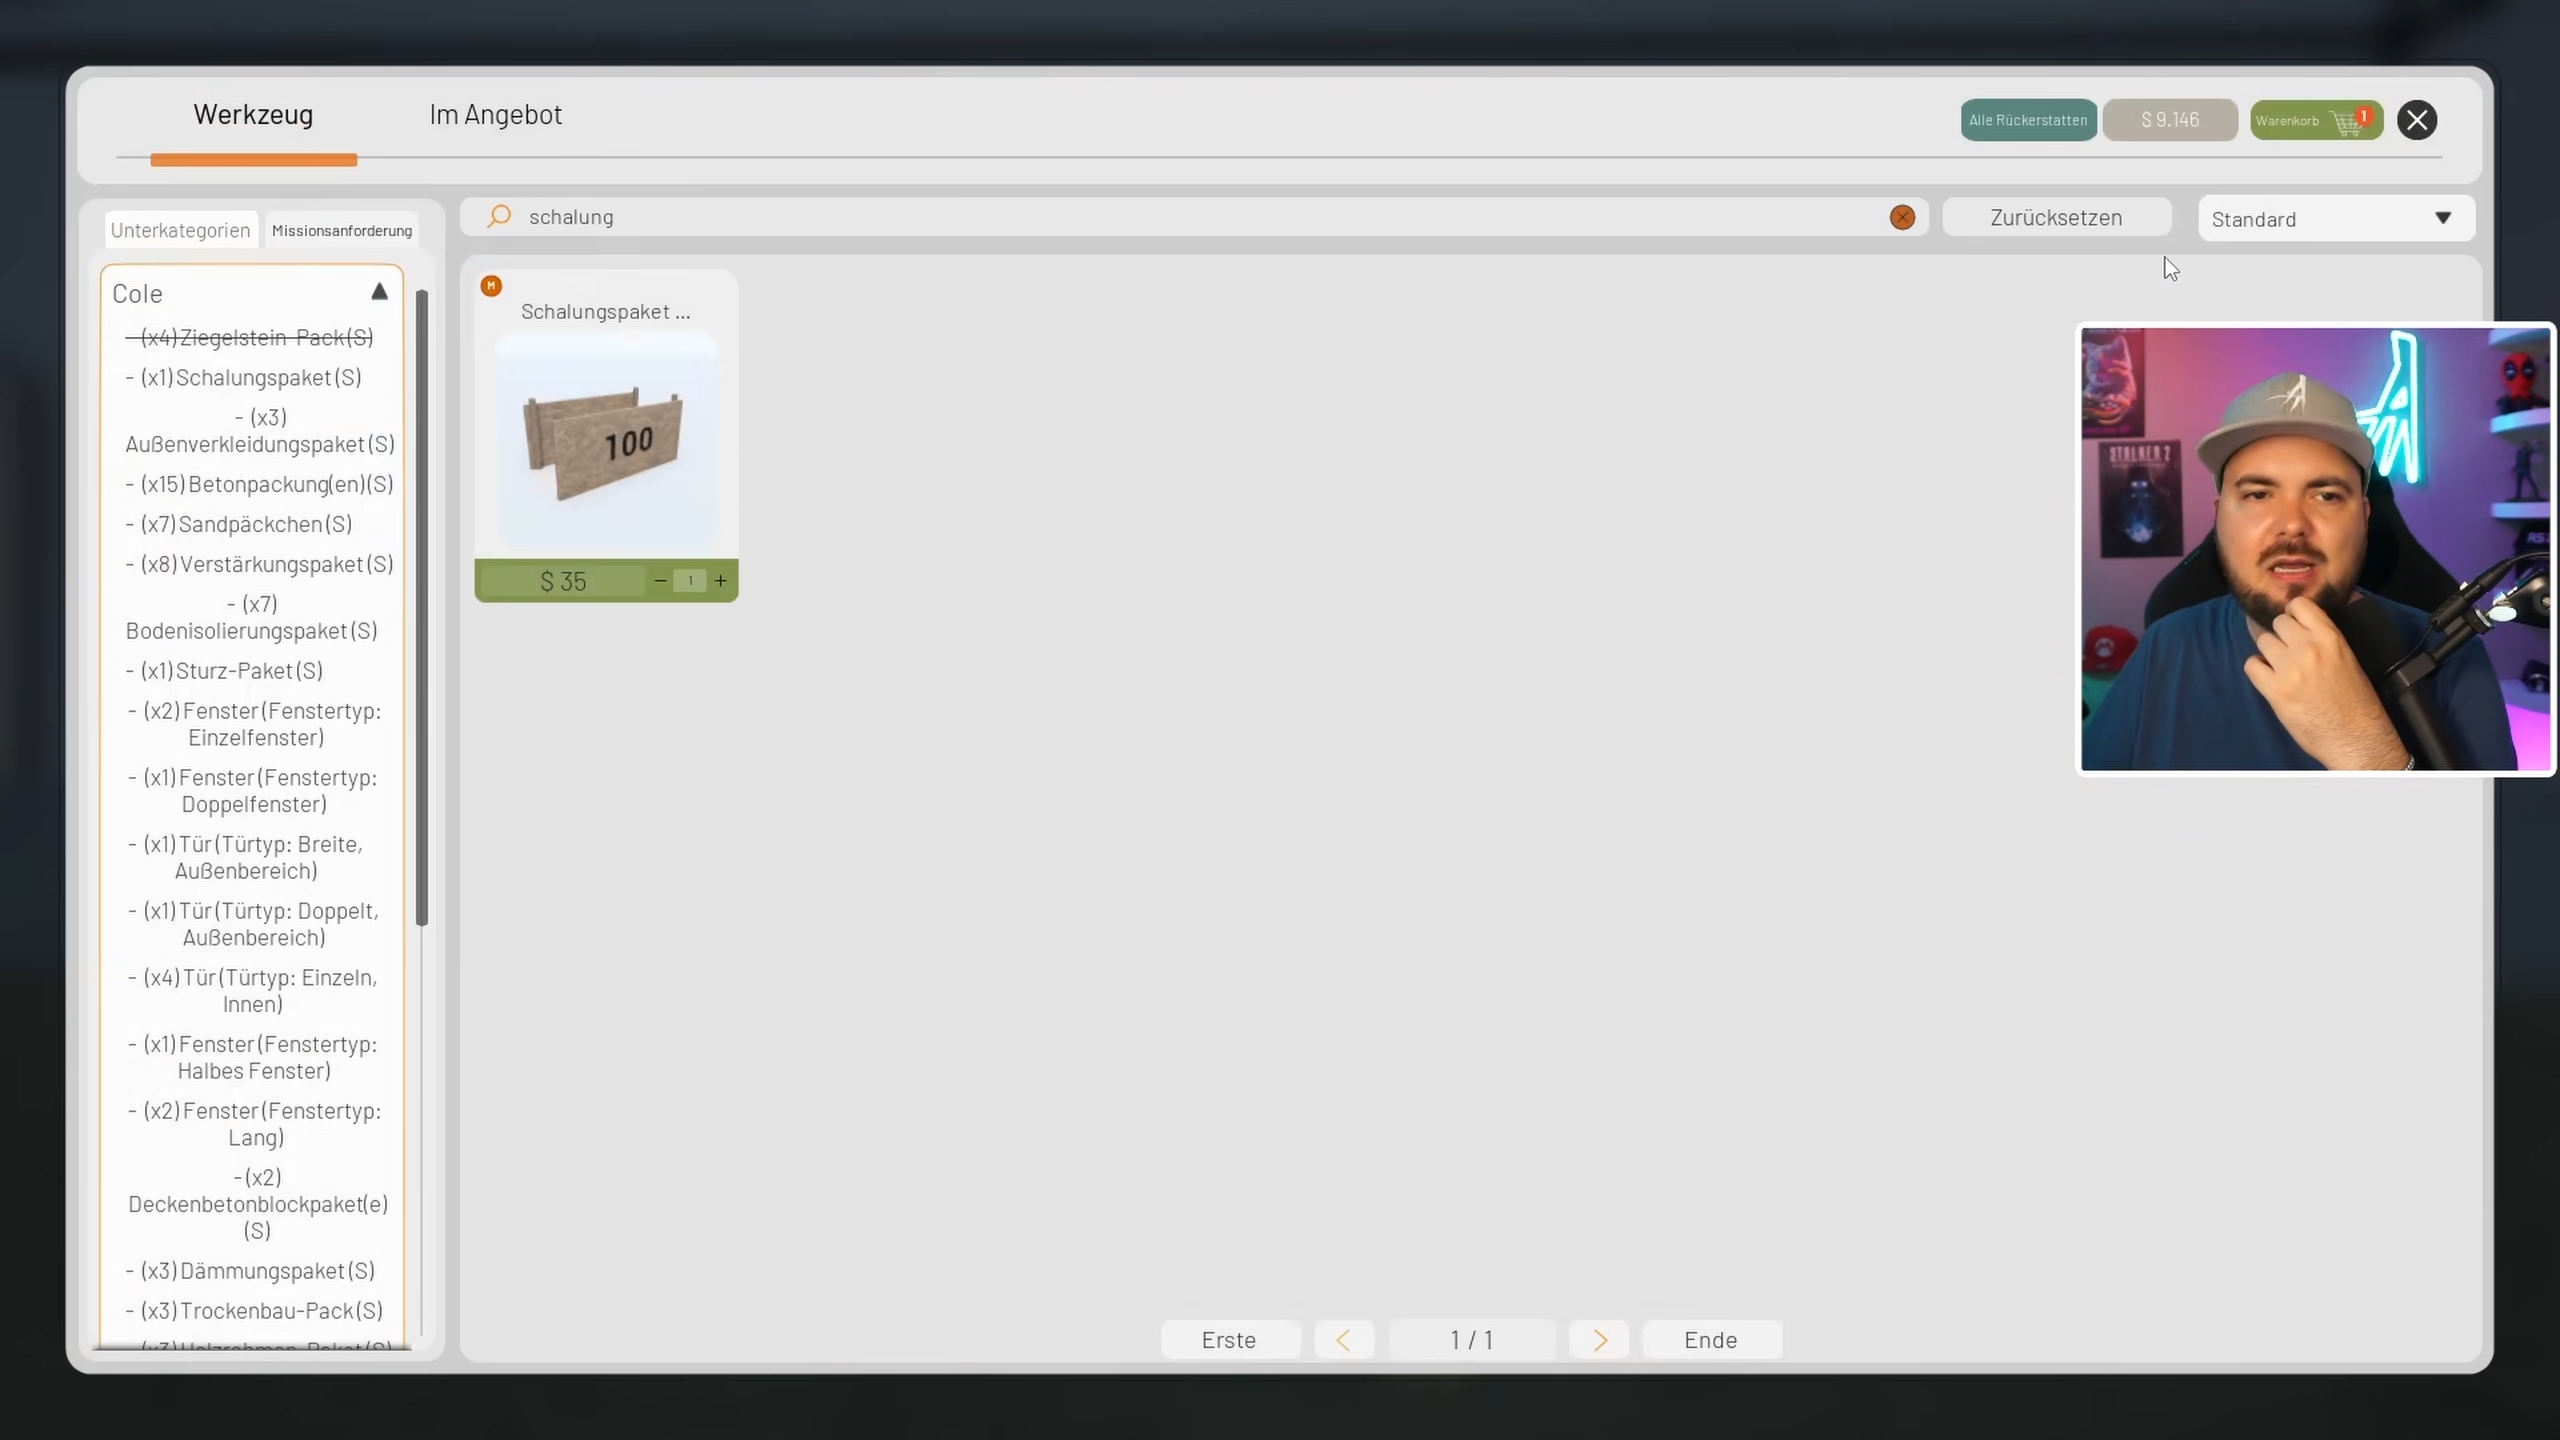 Werkzeug
Im Angebot
Alle Rückerstatten
$ 9.146
Warenkorb
1
Unterkategorien
Missionsanforderung
schalung
Zurücksetzen
Standard
Cole
- (x4) Ziegelstein-Pack (S)
- (x1) Schalungspaket (S)
- (x3)
Außenverkleidungspaket (S)
- (x15) Betonpackung(en) (S)
- (x7) Sandpäckchen (S)
- (x8) Verstärkungspaket (S)
- (x7)
Bodenisolierungspaket (S)
- (x1) Sturz-Paket (S)
- (x2) Fenster (Fenstertyp:
Einzelfenster)
- (x1) Fenster (Fenstertyp:
Doppelfenster)
- (x1) Tür (Türtyp: Breite,
Außenbereich)
- (x1) Tür (Türtyp: Doppelt,
Außenbereich)
- (x4) Tür (Türtyp: Einzeln,
Innen)
- (x1) Fenster (Fenstertyp:
Halbes Fenster)
- (x2) Fenster (Fenstertyp:
Lang)
- (x2)
Deckenbetonblockpaket(e)
(S)
- (x3) Dämmungspaket (S)
- (x3) Trockenbau-Pack (S)
M
Schalungspaket ...
100
$ 35
− 1 +
STALKER 2
Erste
<
1 / 1
>
Ende